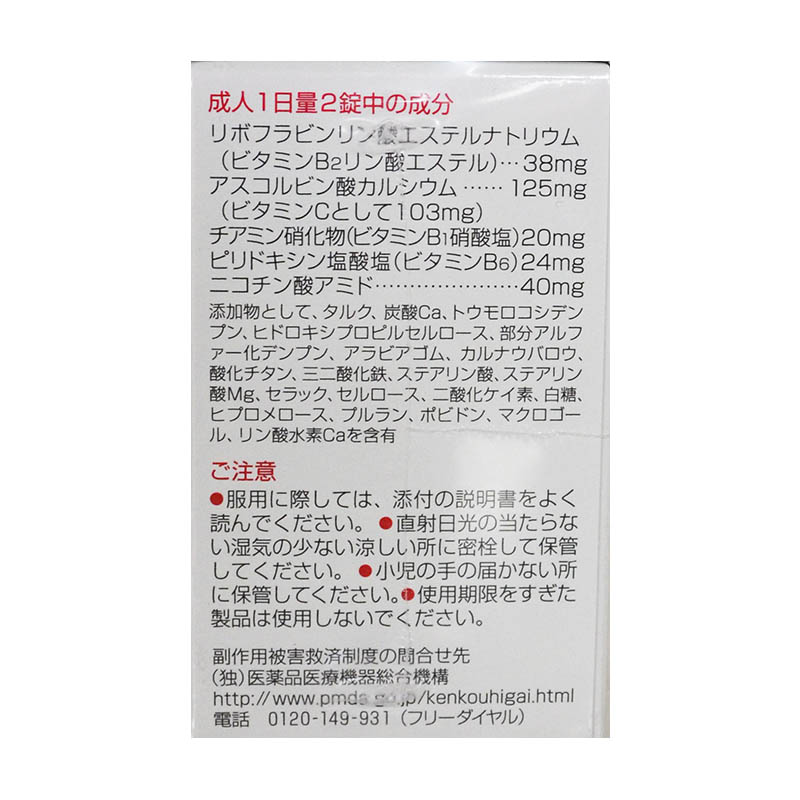 成人1日量2錠中の成分
リボフラビンリン酸エステルナトリウム
(ビタミンB2リン酸エステル)…38mg
アスコルビン酸カルシウム……125mg
(ビタミンCとして103mg)
チアミン硝化物(ビタミンB1硝酸塩)20mg
ピリドキシン塩酸塩(ビタミンB6)24mg
ニコチン酸アミド…………………40mg
添加物として、タルク、炭酸Ca、トウモロコシデン
プン、ヒドロキシプロピルセルロース、部分アルファ
ー化デンプン、アラビアゴム、カルナウバロウ、
酸化チタン、三二酸化鉄、ステアリン酸、ステアリン
酸Mg、セラック、セルロース、二酸化ケイ素、白糖、
ヒプロメロース、プルラン、ポビドン、マクロゴー
ル、リン酸水素Caを含有
ご注意
●服用に際しては、添付の説明書をよく
読んでください。●直射日光の当たらな
い湿気の少ない涼しい所に密栓して保管
してください。●小児の手の届かない所
に保管してください。●使用期限をすぎた
製品は使用しないでください。
副作用被害救済制度の問合せ先
(独)医薬品医療機器総合機構
http://www.pmda.go.jp/kenkouhigai.html
電話 0120-149-931(フリーダイヤル)